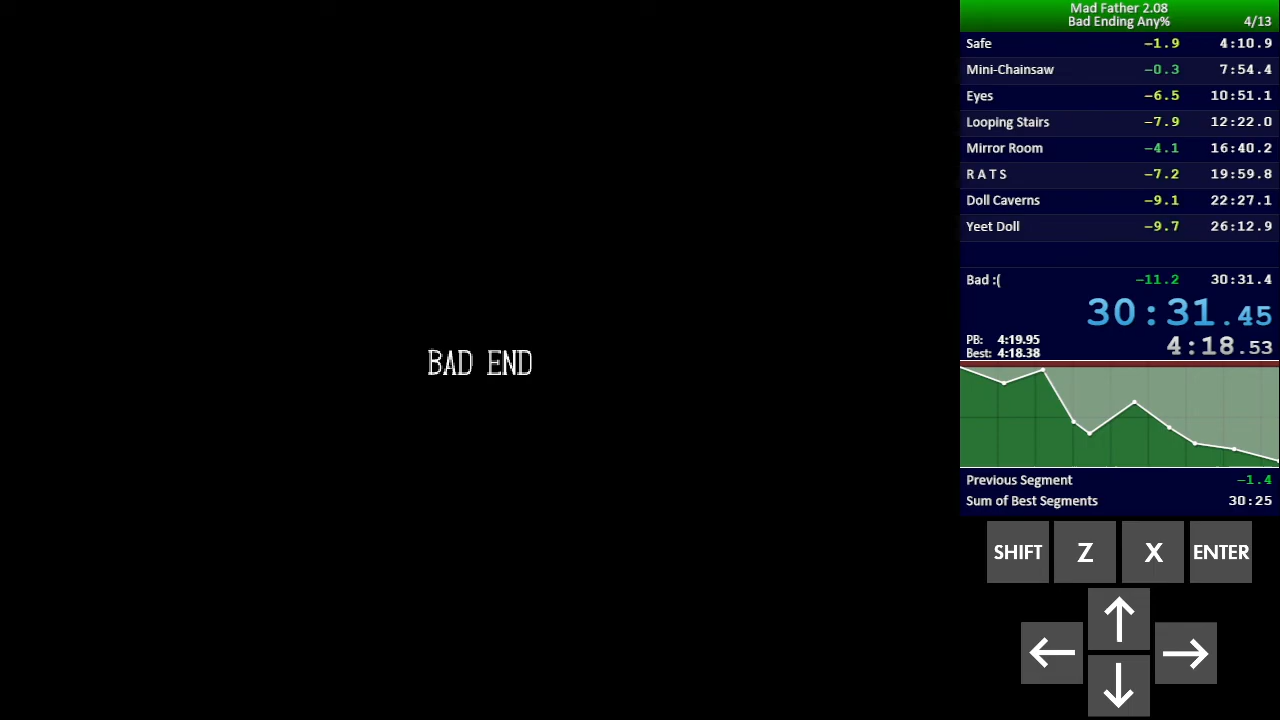 Mad Father 2.08
Bad Ending Any% 4/13
Safe -1.9 4:10.9
Mini-Chainsaw -0.3 7:54.4
Eyes -6.5 10:51.1
Looping Stairs -7.9 12:22.0
Mirror Room -4.1 16:40.2
R A T S -7.2 19:59.8
Doll Caverns -9.1 22:27.1
Yeet Doll -9.7 26:12.9
Bad :( -11.2 30:31.4
30:31.45
PB: 4:19.95
Best: 4:18.38
4:18.53
BAD END
Previous Segment -1.4
Sum of Best Segments 30:25
SHIFT Z X ENTER
↑
← →
↓